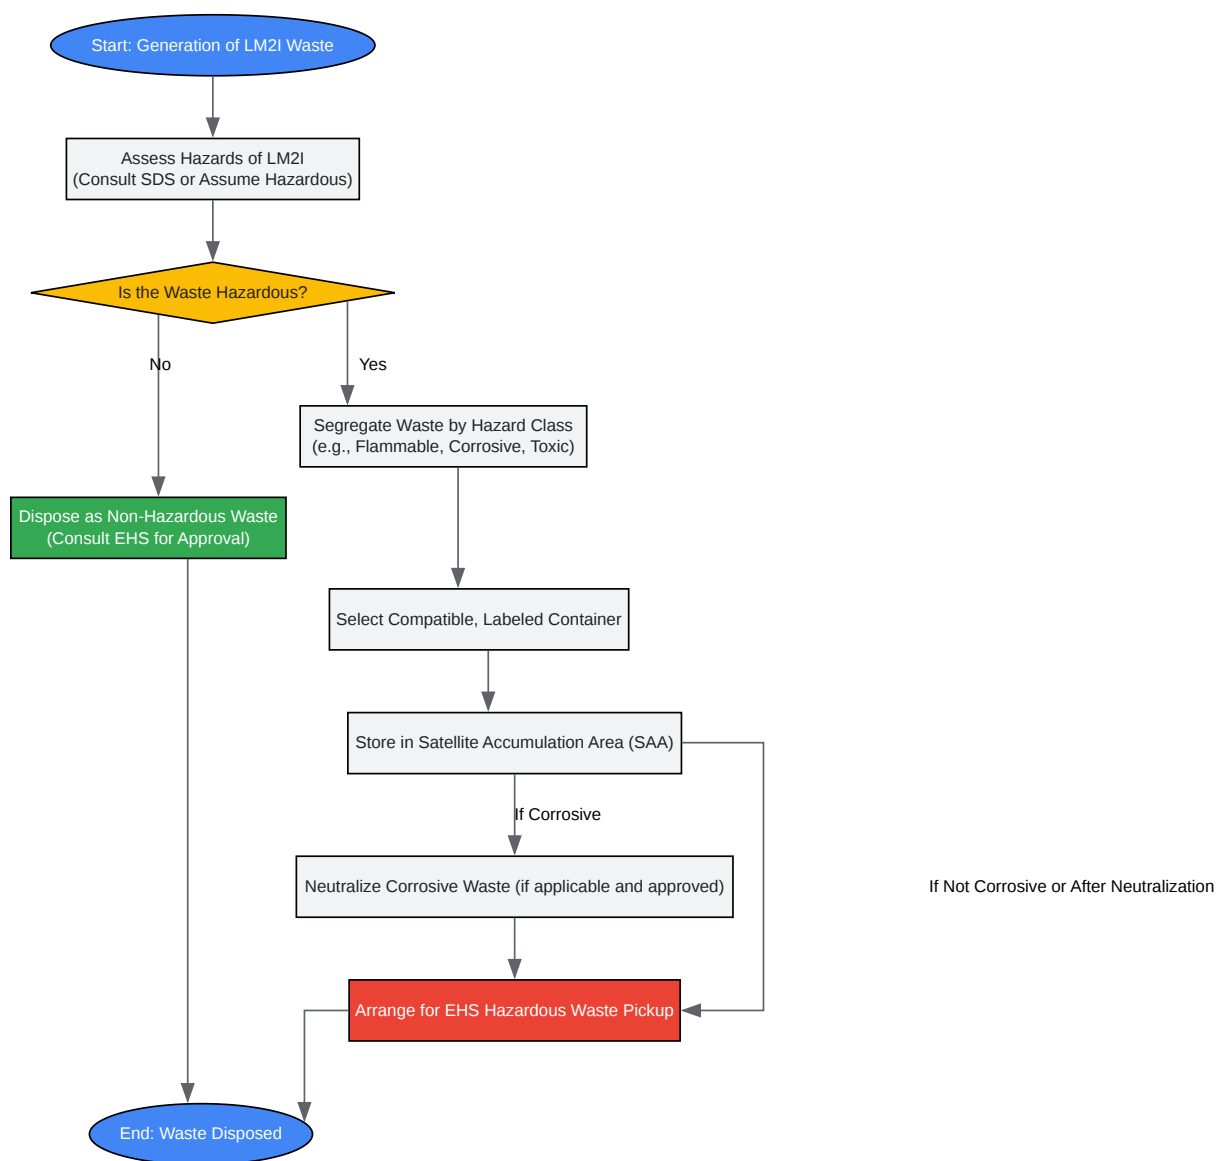 Start: Generation of LM2I Waste
Assess Hazards of LM2I
(Consult SDS or Assume Hazardous)
Is the Waste Hazardous?
No
Yes
Segregate Waste by Hazard Class
(e.g., Flammable, Corrosive, Toxic)
Dispose as Non-Hazardous Waste
(Consult EHS for Approval)
Select Compatible, Labeled Container
Store in Satellite Accumulation Area (SAA)
If Corrosive
Neutralize Corrosive Waste (if applicable and approved)
If Not Corrosive or After Neutralization
Arrange for EHS Hazardous Waste Pickup
End: Waste Disposed